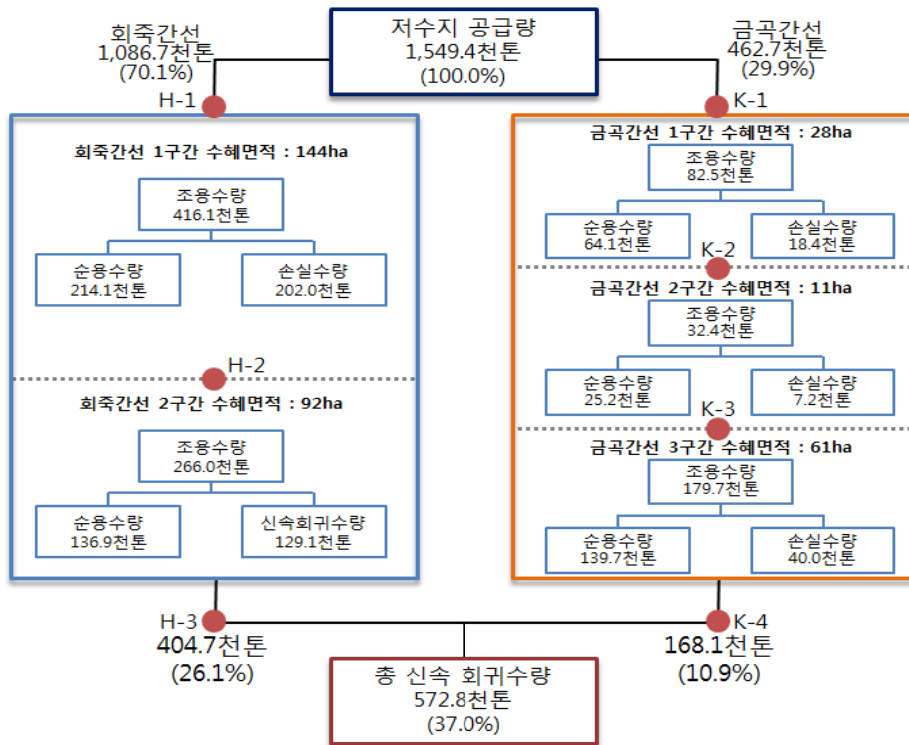 회죽간선
1,086.7천톤
(70.1%)
저수지 공급량
1,549.4천톤
(100.0%)
금곡간선
462.7천톤
(29.9%)
H-1
K-1
회죽간선 1구간 수혜면적 : 144ha
조용수량
416.1천톤
순용수량
214.1천톤
손실수량
202.0천톤
H-2
회죽간선 2구간 수혜면적 : 92ha
조용수량
266.0천톤
순용수량
136.9천톤
신속회귀수량
129.1천톤
금곡간선 1구간 수혜면적 : 28ha
조용수량
82.5천톤
순용수량
64.1천톤
손실수량
18.4천톤
K-2
금곡간선 2구간 수혜면적 : 11ha
조용수량
32.4천톤
순용수량
25.2천톤
손실수량
7.2천톤
K-3
금곡간선 3구간 수혜면적 : 61ha
조용수량
179.7천톤
순용수량
139.7천톤
손실수량
40.0천톤
H-3
404.7천톤
(26.1%)
K-4
168.1천톤
(10.9%)
총 신속 회귀수량
572.8천톤
(37.0%)